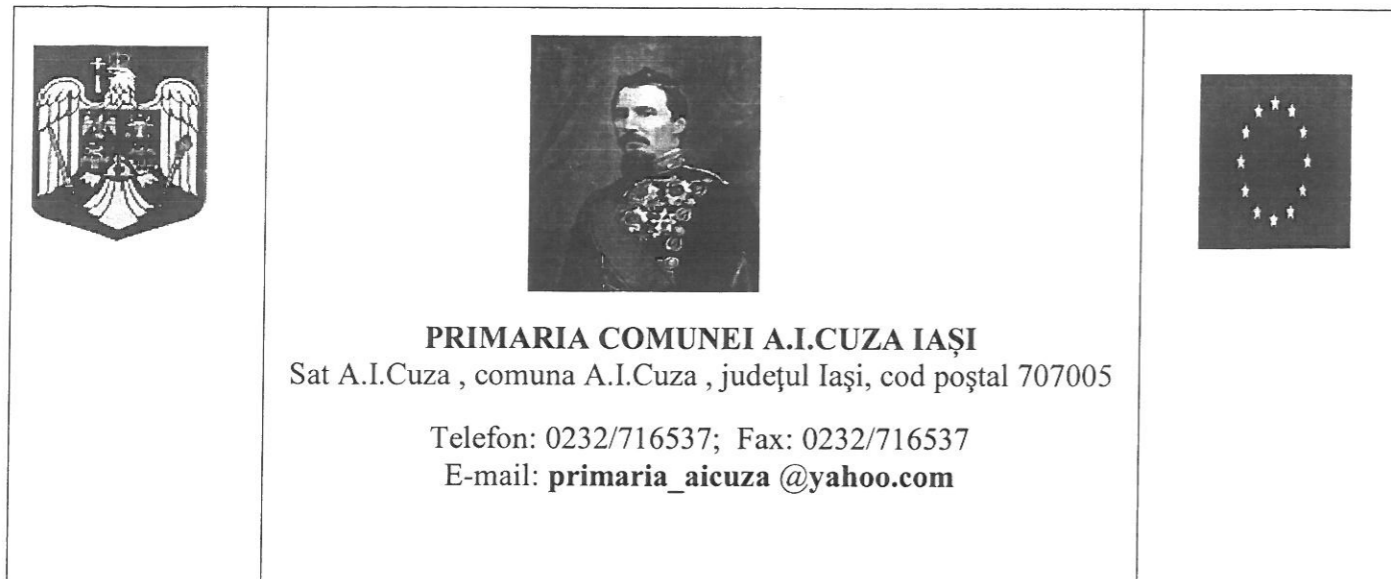 PRIMARIA COMUNEI A.I.CUZA IAȘI
Sat A.I.Cuza , comuna A.I.Cuza , județul Iași, cod poștal 707005
Telefon: 0232/716537;  Fax: 0232/716537
E-mail: primaria_aicuza @yahoo.com